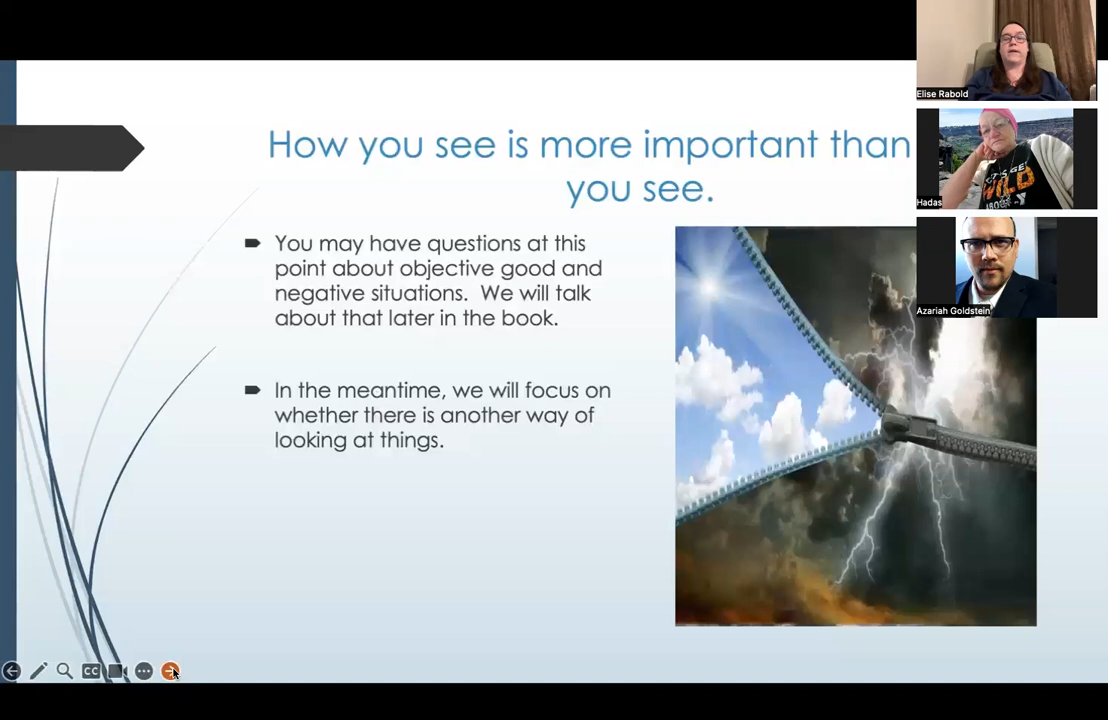 How you see is more important than
you see.
You may have questions at this
point about objective good and
negative situations.  We will talk
about that later in the book.
In the meantime, we will focus on
whether there is another way of
looking at things.
Elise Rabold
WILD
Hadas
Azariah Goldstein
CC